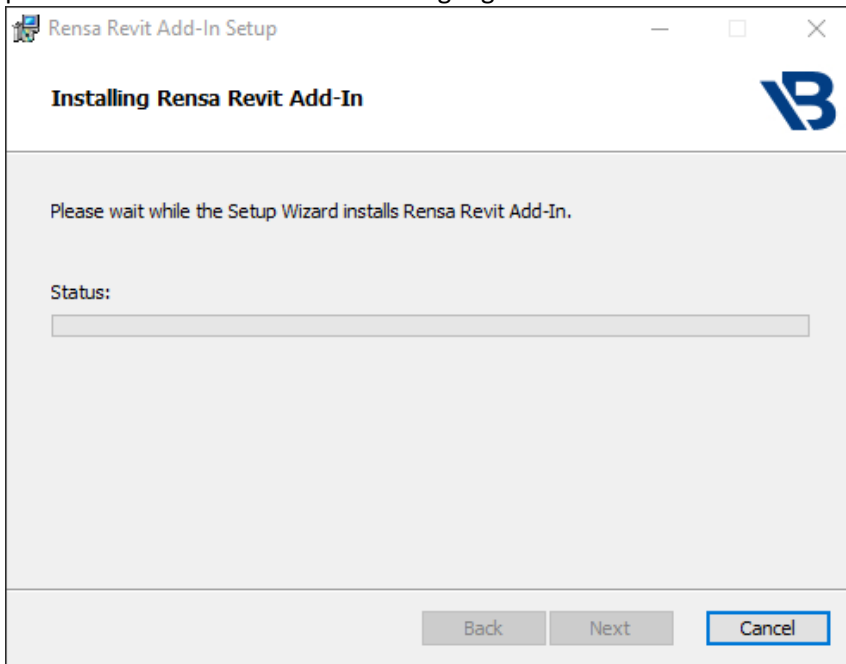 Rensa Revit Add-In Setup
Installing Rensa Revit Add-In
VB
Please wait while the Setup Wizard installs Rensa Revit Add-In.
Status:
Back Next Cancel